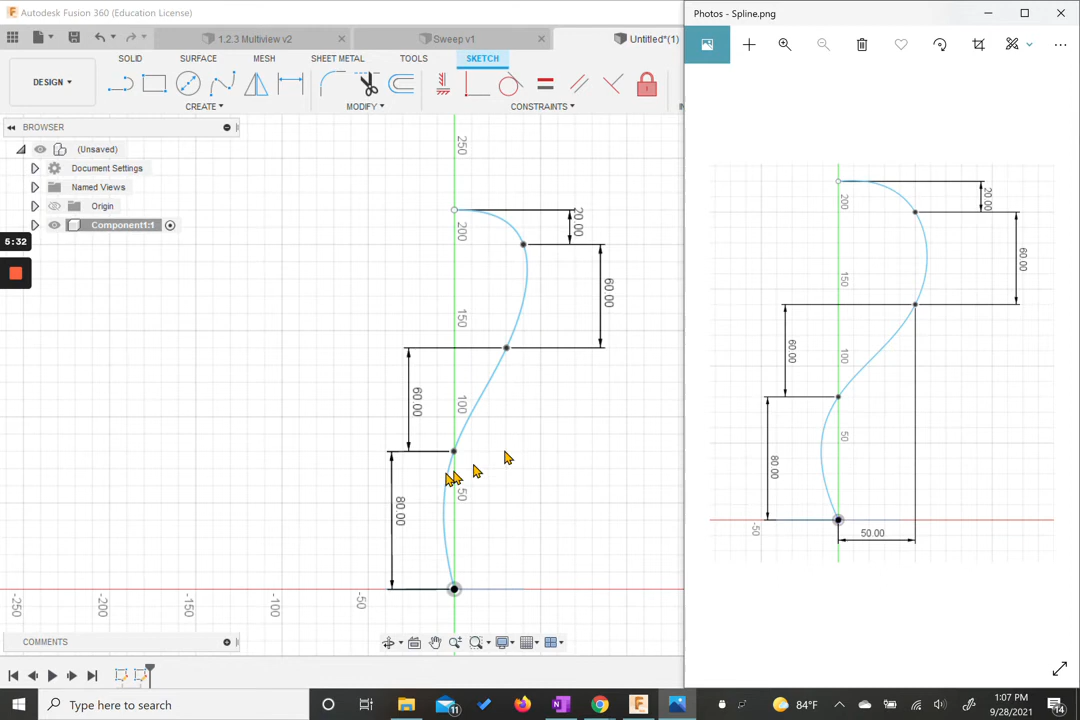 Autodesk Fusion 360 (Education License)
Photos - Spline.png
1.2.3 Multiview v2
Sweep v1
Untitled*(1)
SOLID
SURFACE
MESH
SHEET METAL
TOOLS
SKETCH
DESIGN
CREATE
MODIFY
CONSTRAINTS
BROWSER
(Unsaved)
Document Settings
Named Views
Origin
Component1:1
5:32
250
200
150
100
50
20.00
60.00
60.00
80.00
-250
-200
-150
-100
-50
200
150
100
50
20.00
60.00
60.00
80.00
50.00
-50
COMMENTS
Type here to search
11
84°F
1:07 PM
9/28/2021
14